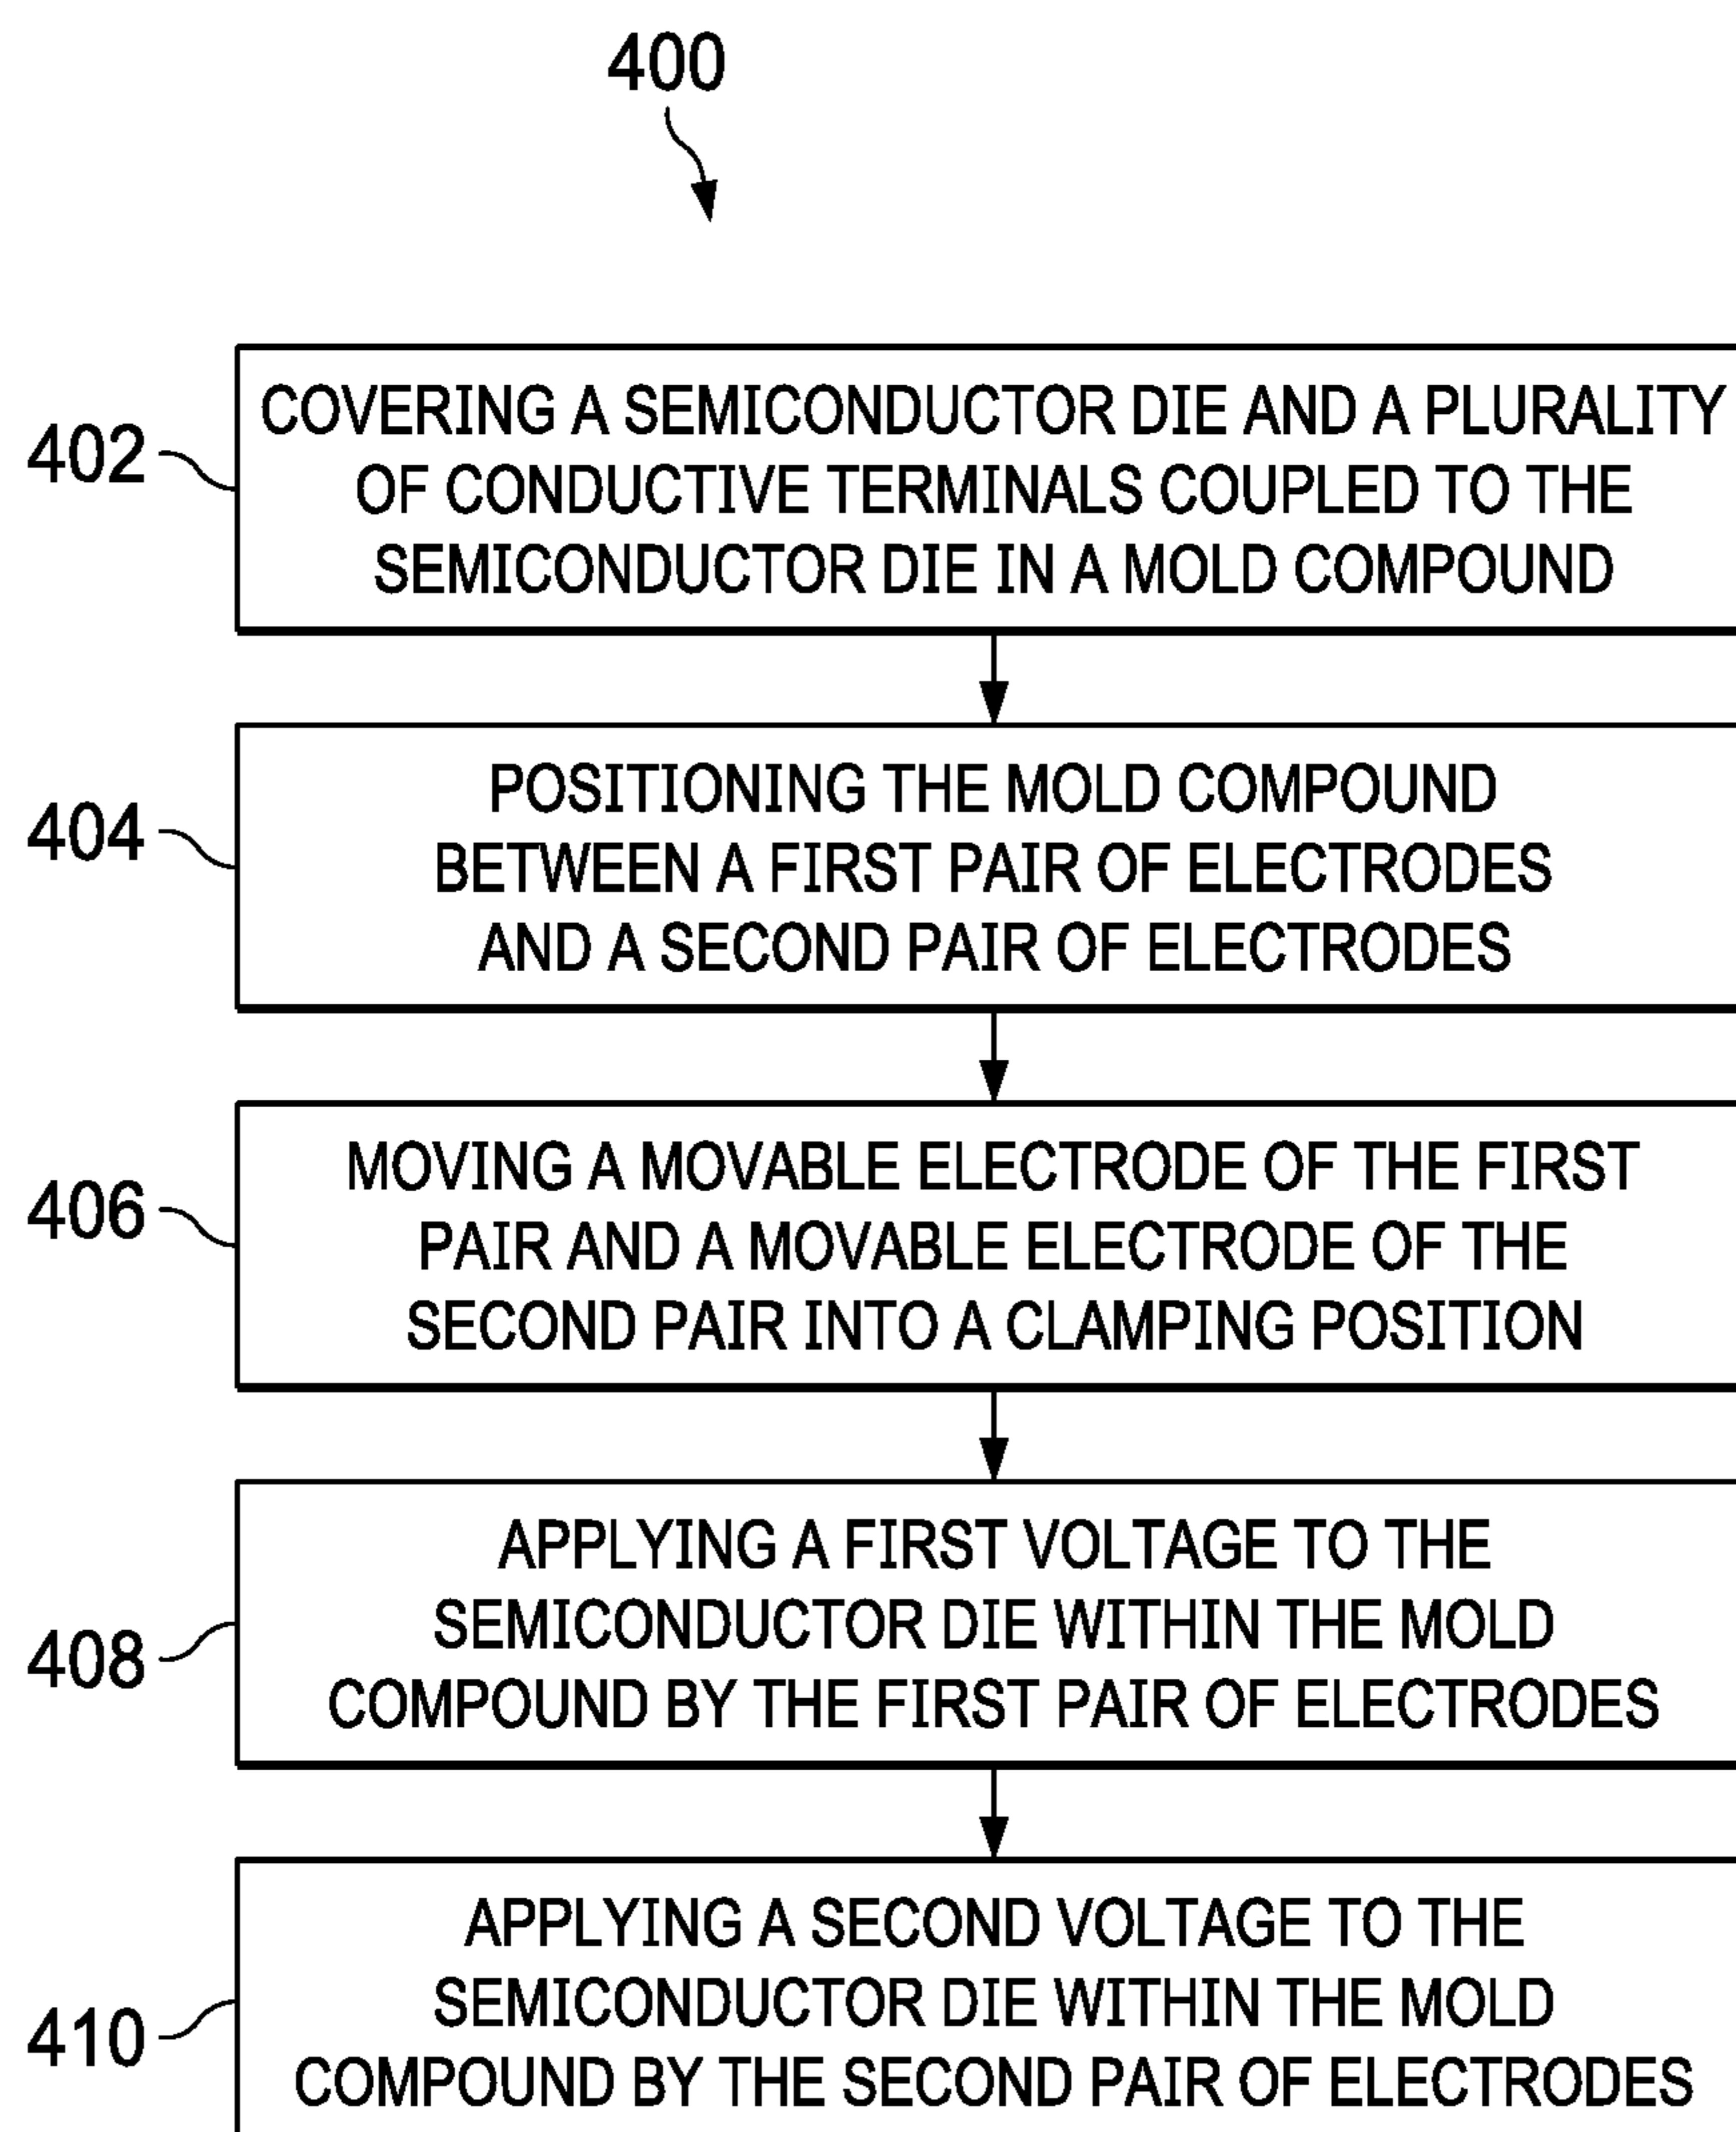 400
402
COVERING A SEMICONDUCTOR DIE AND A PLURALITY
OF CONDUCTIVE TERMINALS COUPLED TO THE
SEMICONDUCTOR DIE IN A MOLD COMPOUND
404
POSITIONING THE MOLD COMPOUND
BETWEEN A FIRST PAIR OF ELECTRODES
AND A SECOND PAIR OF ELECTRODES
406
MOVING A MOVABLE ELECTRODE OF THE FIRST
PAIR AND A MOVABLE ELECTRODE OF THE
SECOND PAIR INTO A CLAMPING POSITION
408
APPLYING A FIRST VOLTAGE TO THE
SEMICONDUCTOR DIE WITHIN THE MOLD
COMPOUND BY THE FIRST PAIR OF ELECTRODES
410
APPLYING A SECOND VOLTAGE TO THE
SEMICONDUCTOR DIE WITHIN THE MOLD
COMPOUND BY THE SECOND PAIR OF ELECTRODES